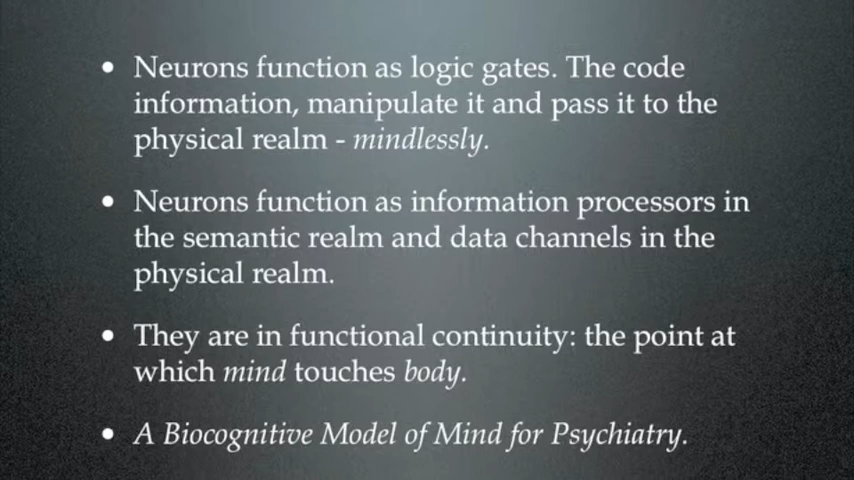 • Neurons function as logic gates. The code
information, manipulate it and pass it to the
physical realm - mindlessly.
• Neurons function as information processors in
the semantic realm and data channels in the
physical realm.
• They are in functional continuity: the point at
which mind touches body.
• A Biocognitive Model of Mind for Psychiatry.